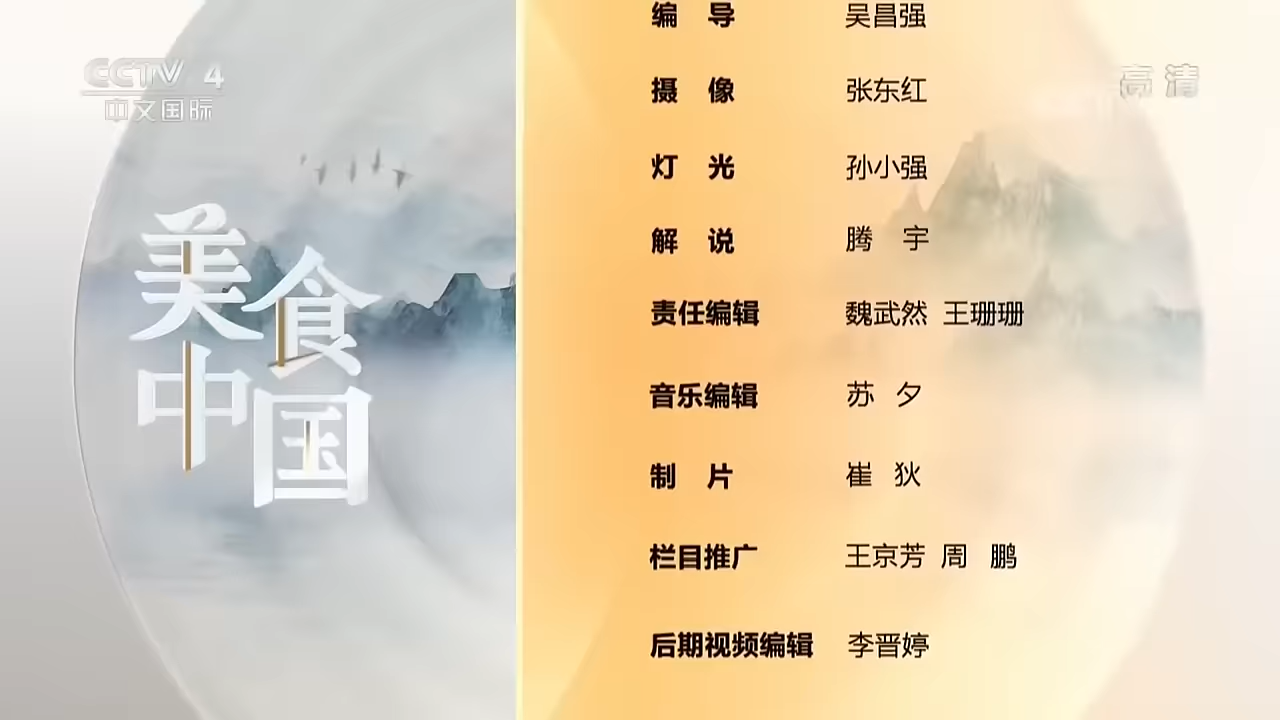 CCTV 4
中文国际
高清
美食
中国
编 导 吴昌强
摄 像 张东红
灯 光 孙小强
解 说 腾 宇
责任编辑 魏武然 王珊珊
音乐编辑 苏 夕
制 片 崔 狄
栏目推广 王京芳 周 鹏
后期视频编辑 李晋婷